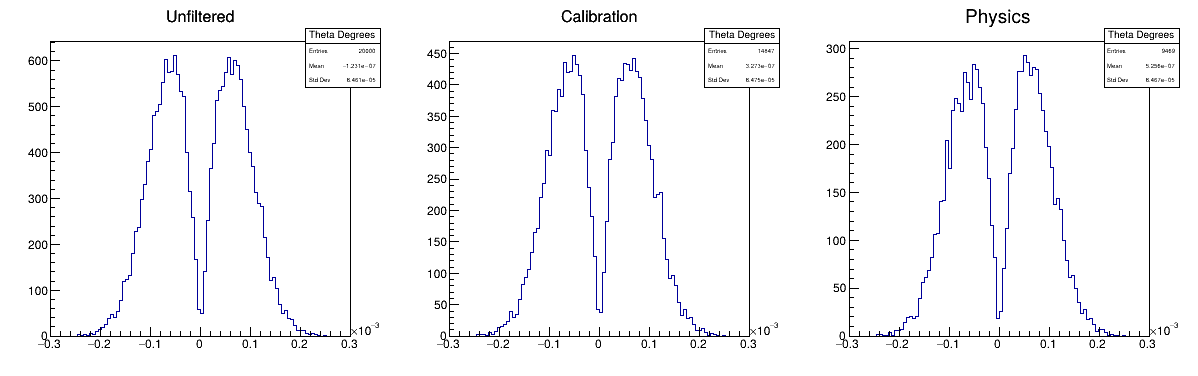 Unfiltered
Theta Degrees
Entries 20000
Mean −1.231e−07
Std Dev 6.461e−05
600
500
400
300
200
100
0
−0.3 −0.2 −0.1 0 0.1 0.2 0.3
×10−3
Calibration
Theta Degrees
Entries 14847
Mean 3.273e−07
Std Dev 6.475e−05
450
400
350
300
250
200
150
100
50
0
−0.3 −0.2 −0.1 0 0.1 0.2 0.3
×10−3
Physics
Theta Degrees
Entries 9469
Mean 5.256e−07
Std Dev 6.467e−05
300
250
200
150
100
50
0
−0.3 −0.2 −0.1 0 0.1 0.2 0.3
×10−3